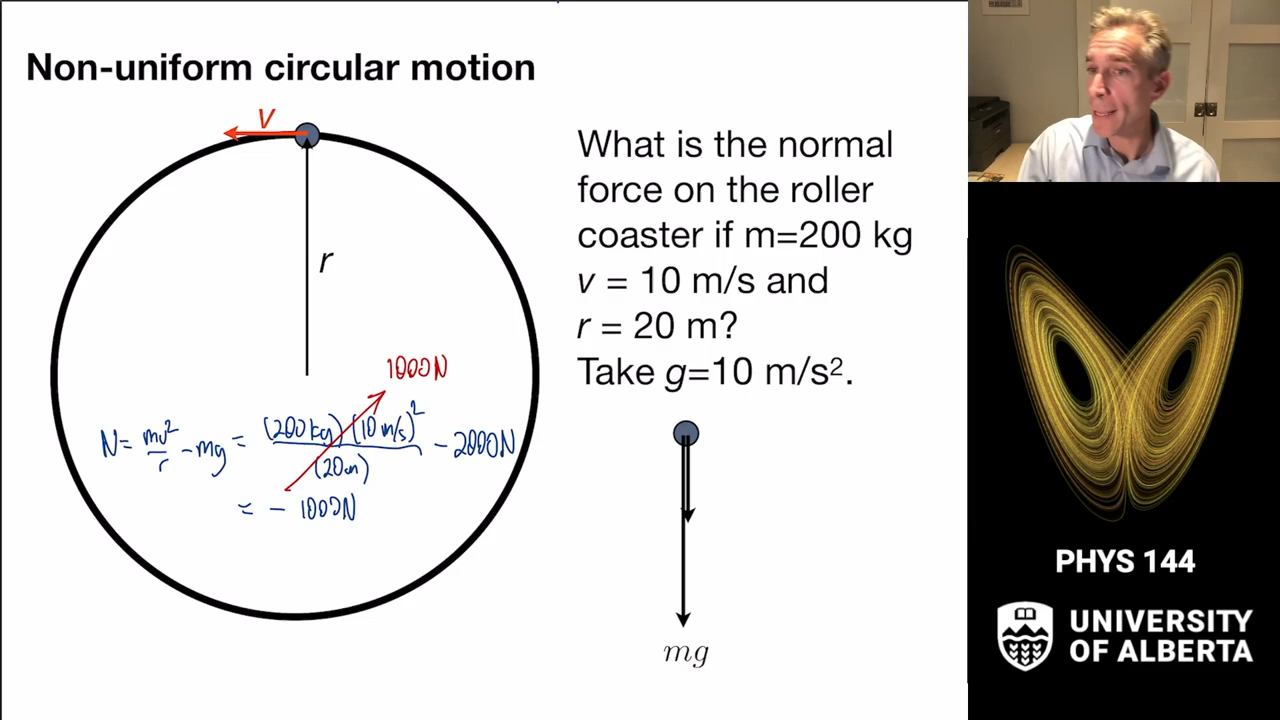 Non-uniform circular motion
v
r
What is the normal
force on the roller
coaster if m=200 kg
v = 10 m/s and
r = 20 m?
Take g=10 m/s².
1000N
N = mv²/r - mg = (200 kg)(10 m/s)²/(20m) - 2000N
= - 1000N
mg
PHYS 144
UNIVERSITY
OF ALBERTA